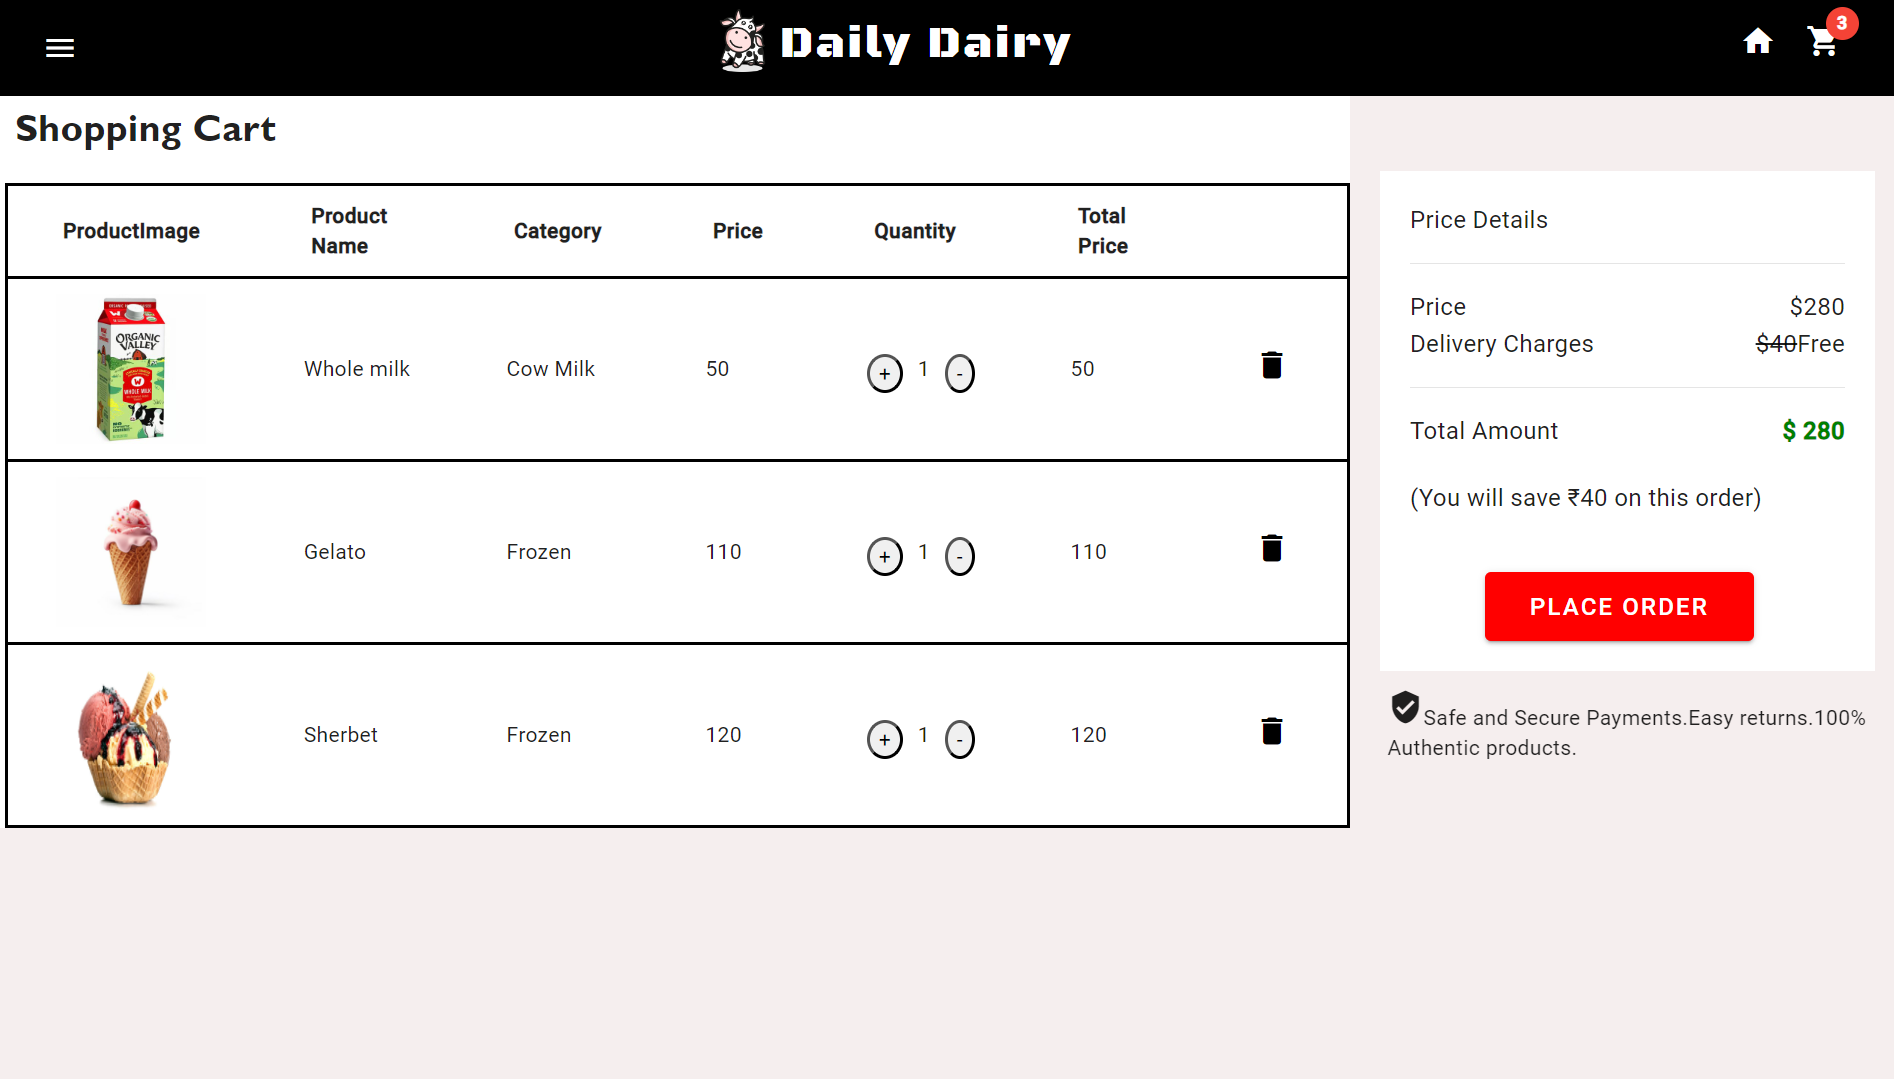 Daily Dairy
3
Shopping Cart
ProductImage
Product
Name
Category
Price
Quantity
Total
Price
ORGANIC
VALLEY
WHOLE MILK
Whole milk
Cow Milk
50
+
1
-
50
Gelato
Frozen
110
+
1
-
110
Sherbet
Frozen
120
+
1
-
120
Price Details
Price $280
Delivery Charges $40Free
Total Amount $ 280
(You will save ₹40 on this order)
PLACE ORDER
Safe and Secure Payments.Easy returns.100%
Authentic products.